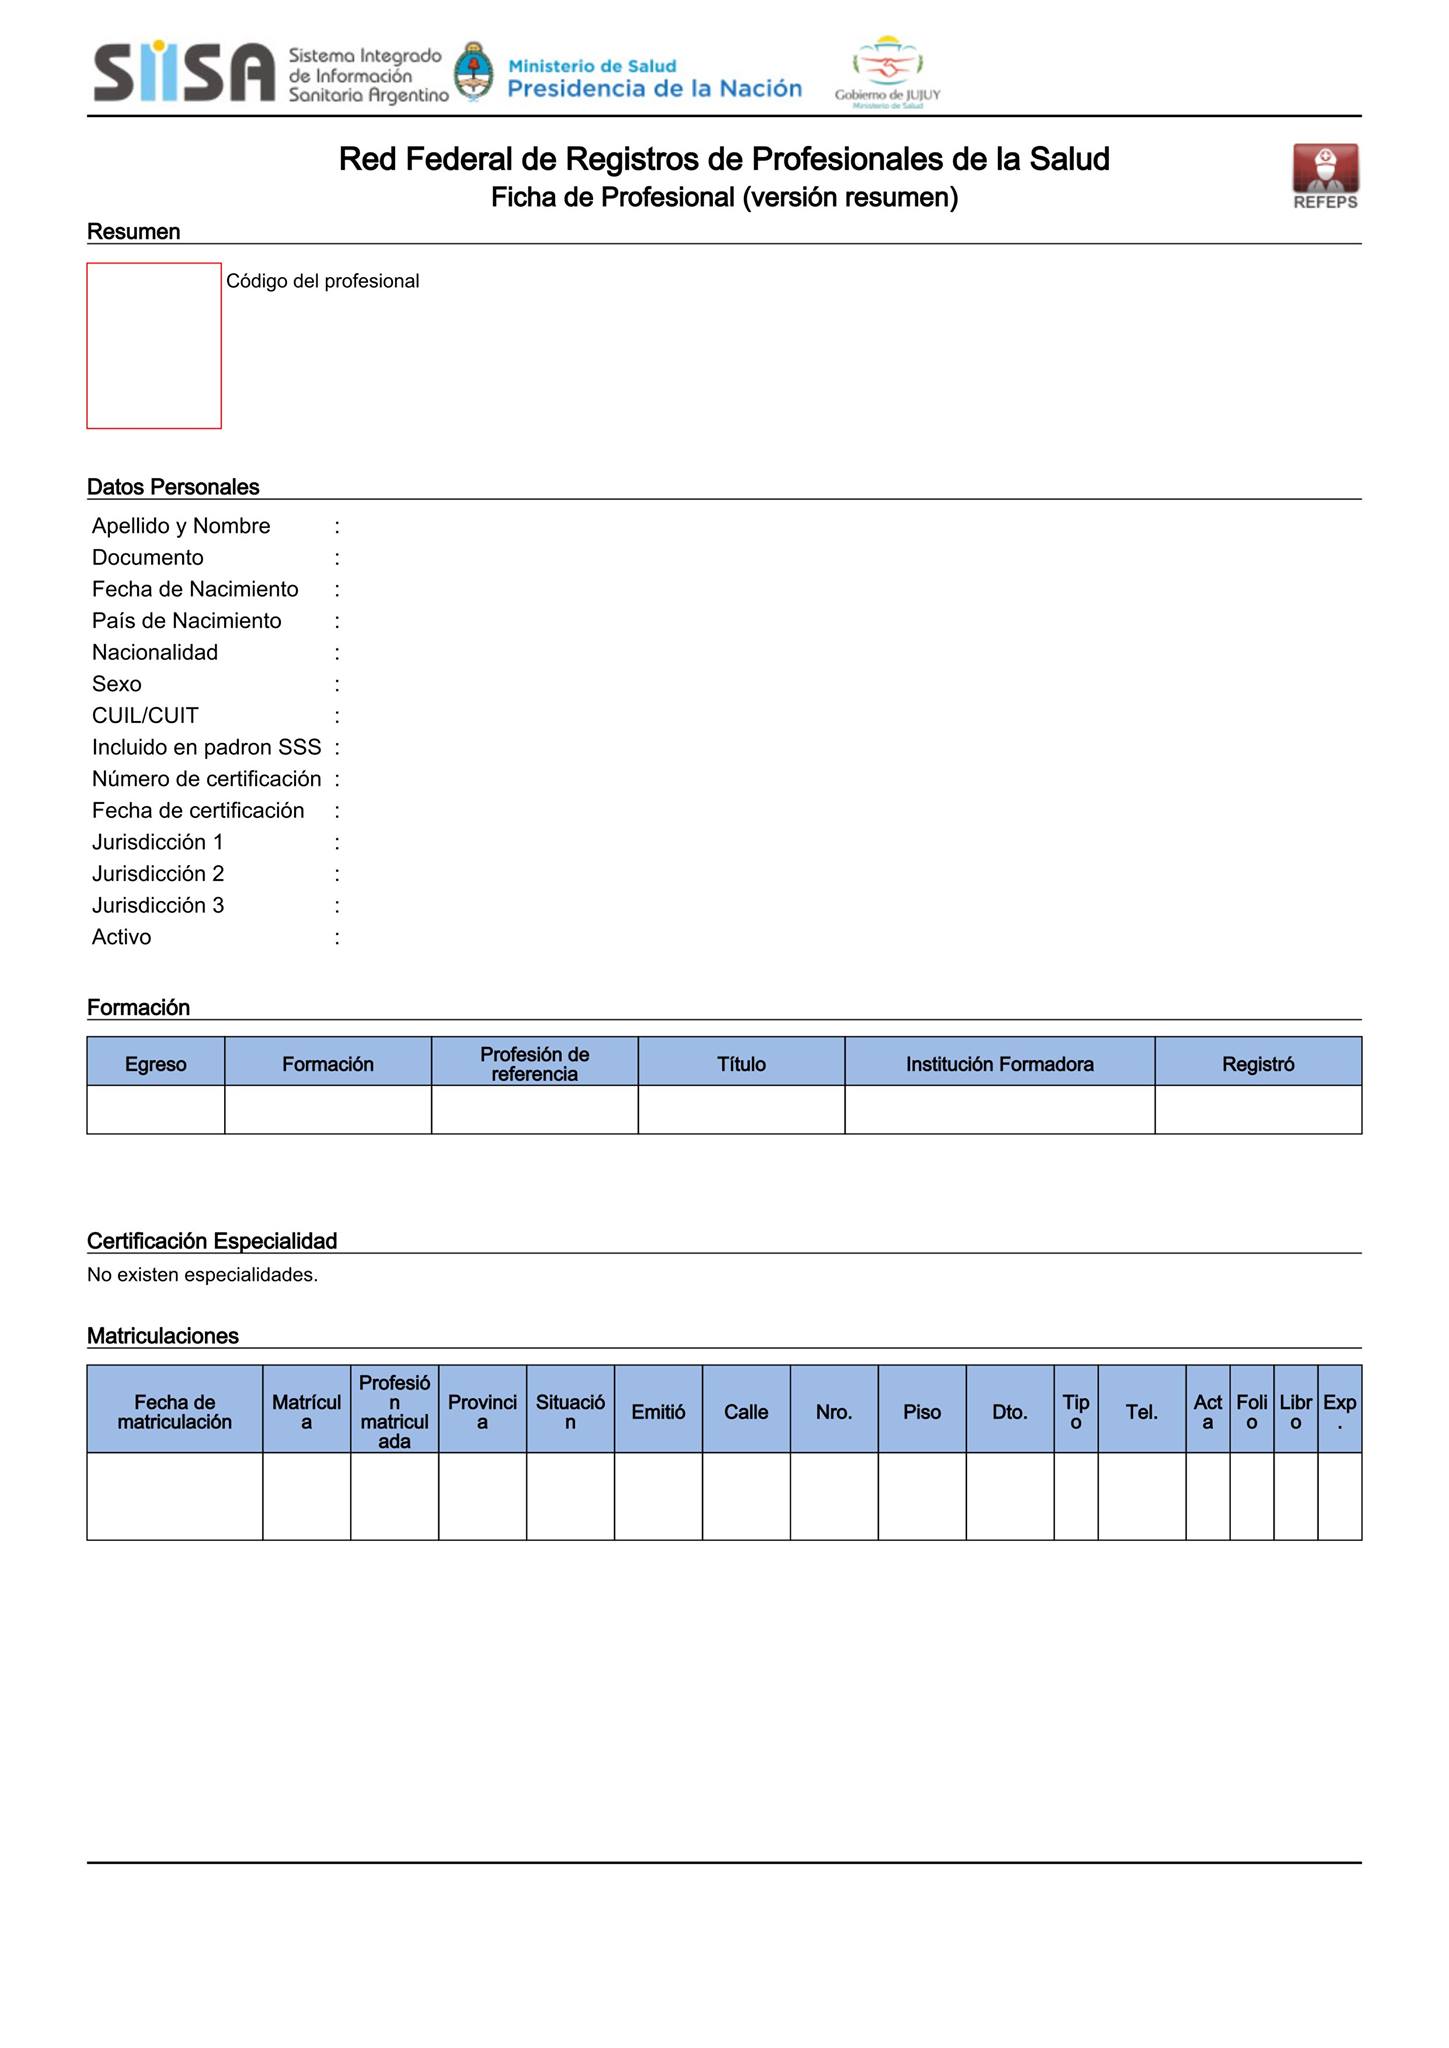 SIISA Sistema Integrado
de Información
Sanitaria Argentino
Ministerio de Salud
Presidencia de la Nación
Gobierno de JUJUY
Ministerio de Salud
Red Federal de Registros de Profesionales de la Salud
Ficha de Profesional (versión resumen)
REFEPS
Resumen
Código del profesional
Datos Personales
Apellido y Nombre :
Documento :
Fecha de Nacimiento :
País de Nacimiento :
Nacionalidad :
Sexo :
CUIL/CUIT :
Incluido en padron SSS :
Número de certificación :
Fecha de certificación :
Jurisdicción 1 :
Jurisdicción 2 :
Jurisdicción 3 :
Activo :
Formación
Egreso Formación Profesión de referencia Título Institución Formadora Registró
Certificación Especialidad
No existen especialidades.
Matriculaciones
Fecha de matriculación Matrícula Profesión matriculada Provincia Situación Emitió Calle Nro. Piso Dto. Tipo Tel. Acta Folio Libro Exp.